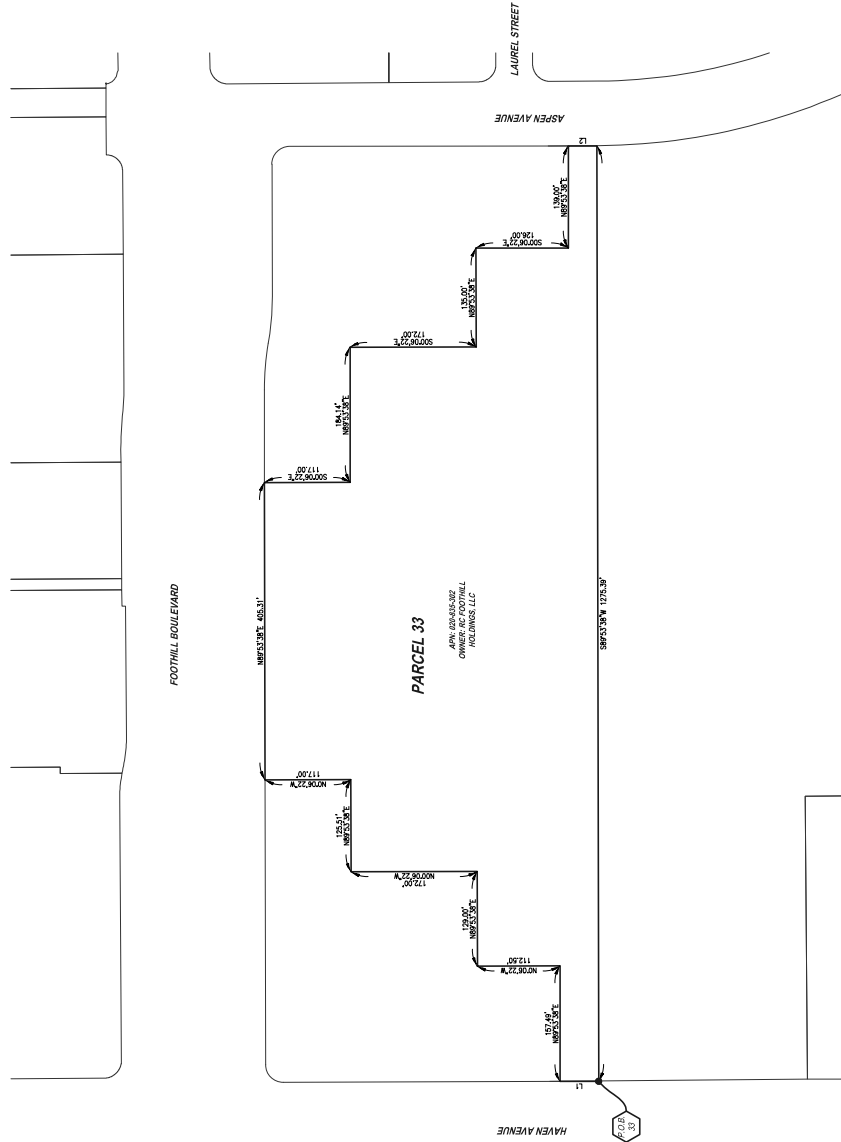 LAUREL STREET
ASPEN AVENUE
L2
139.00'
N89°53'38"E
S00°06'22"E
126.00'
135.00'
N89°53'38"E
S00°06'22"E
172.00'
184.14'
N89°53'38"E
S00°06'22"E
117.00'
FOOTHILL BOULEVARD
N89°53'38"E 405.31'
PARCEL 33
APN: 020-835-302
OWNER: RC FOOTHILL
HOLDINGS, LLC
S89°53'38"W 1275.39'
N0°06'22"W
117.00'
125.51'
N89°53'38"E
N00°06'22"W
172.00'
129.00'
N89°53'38"E
N0°06'22"W
112.50'
157.49'
N89°53'38"E
L1
P.O.B.
33
HAVEN AVENUE